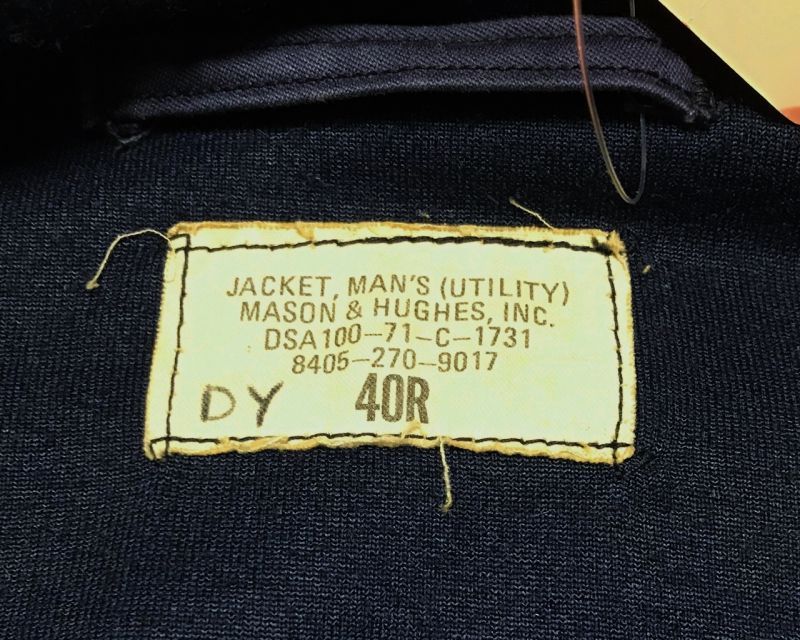 JACKET, MAN'S (UTILITY)
MASON & HUGHES, INC.
DSA100-71-C-1731
8405-270-9017
DY 40R